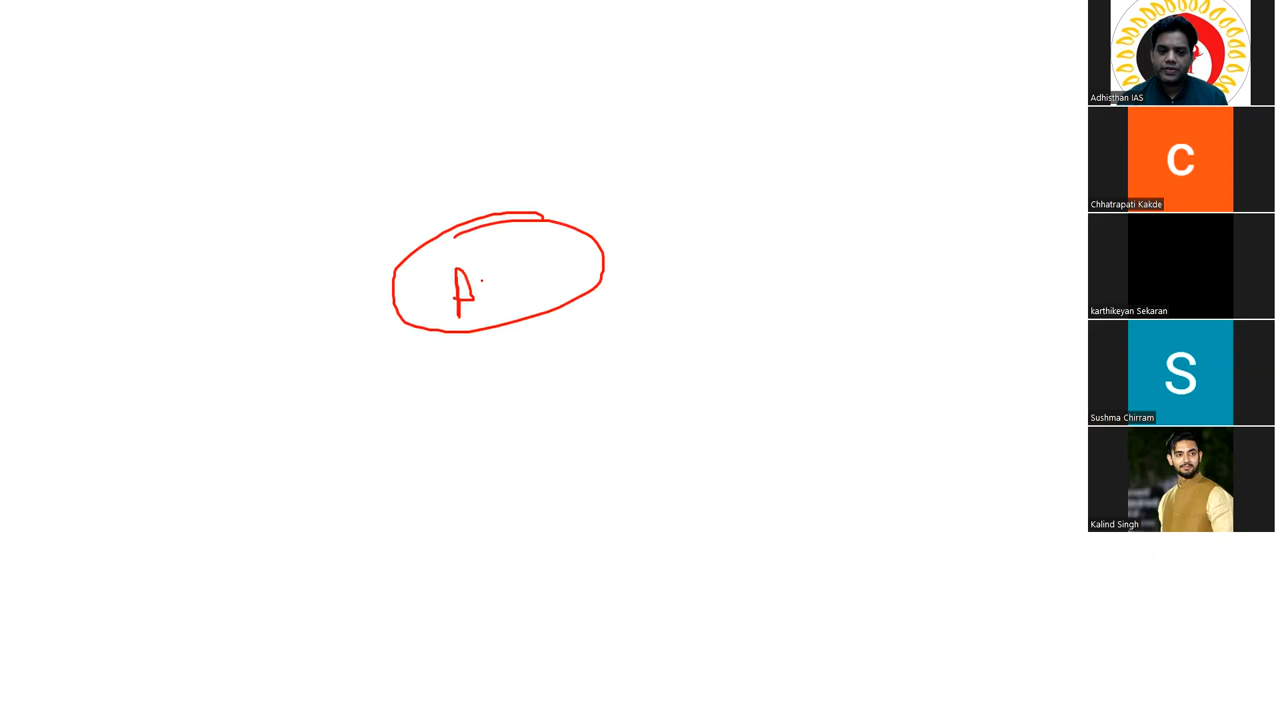 Adhisthan IAS
C
Chhatrapati Kakde
A
karthikeyan Sekaran
S
Sushma Chirram
Kalind Singh